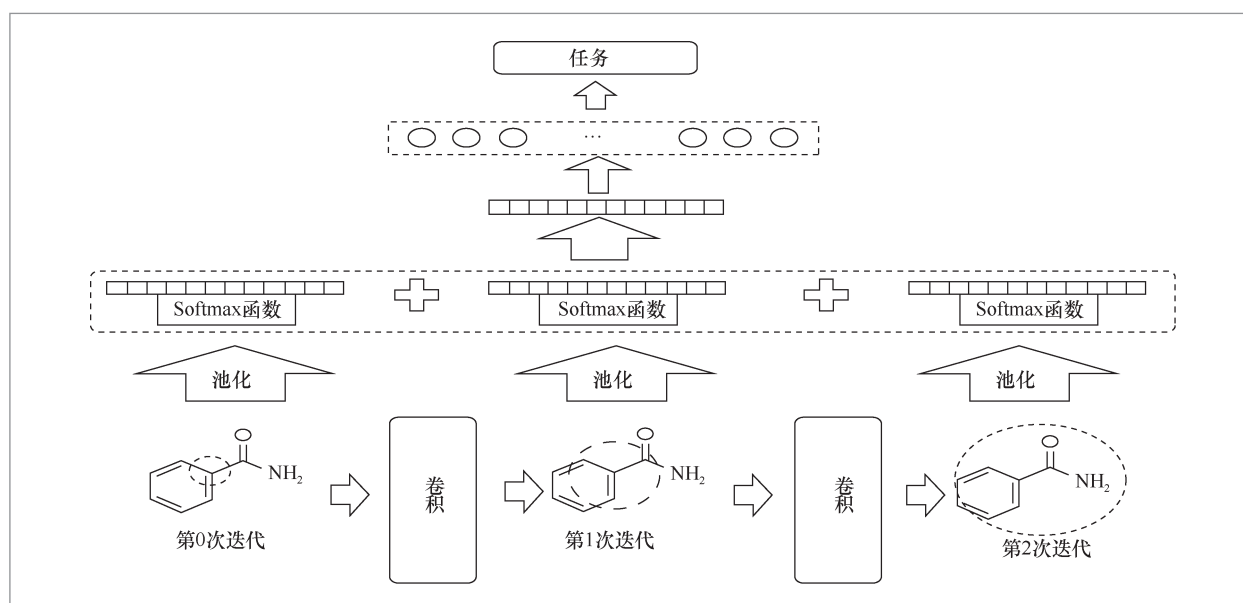 任务
...
Softmax函数
Softmax函数
Softmax函数
池化
池化
池化
O
NH₂
卷积
O
NH₂
卷积
O
NH₂
第0次迭代
第1次迭代
第2次迭代